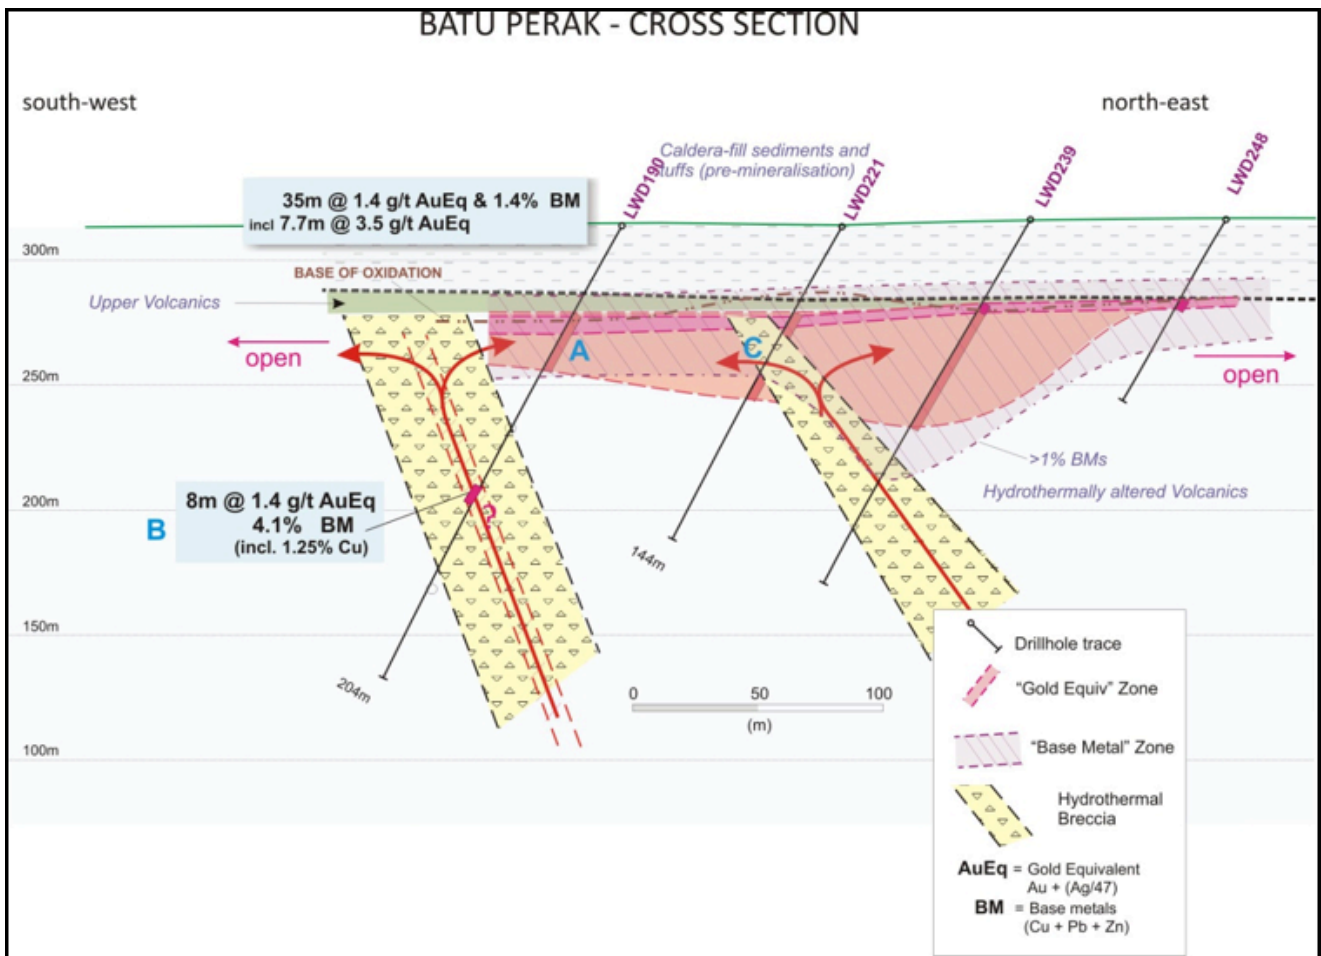 BATU PERAK - CROSS SECTION
south-west
north-east
Caldera-fill sediments and
tuffs (pre-mineralisation)
LWD190
LWD221
LWD239
LWD248
35m @ 1.4 g/t AuEq & 1.4% BM
incl 7.7m @ 3.5 g/t AuEq
300m
BASE OF OXIDATION
Upper Volcanics
A
C
open
open
250m
>1% BMs
Hydrothermally altered Volcanics
200m
B
8m @ 1.4 g/t AuEq
4.1% BM
(incl. 1.25% Cu)
?
144m
150m
204m
0 50 100
(m)
100m
Drillhole trace
"Gold Equiv" Zone
"Base Metal" Zone
Hydrothermal
Breccia
AuEq = Gold Equivalent
Au + (Ag/47)
BM = Base metals
(Cu + Pb + Zn)